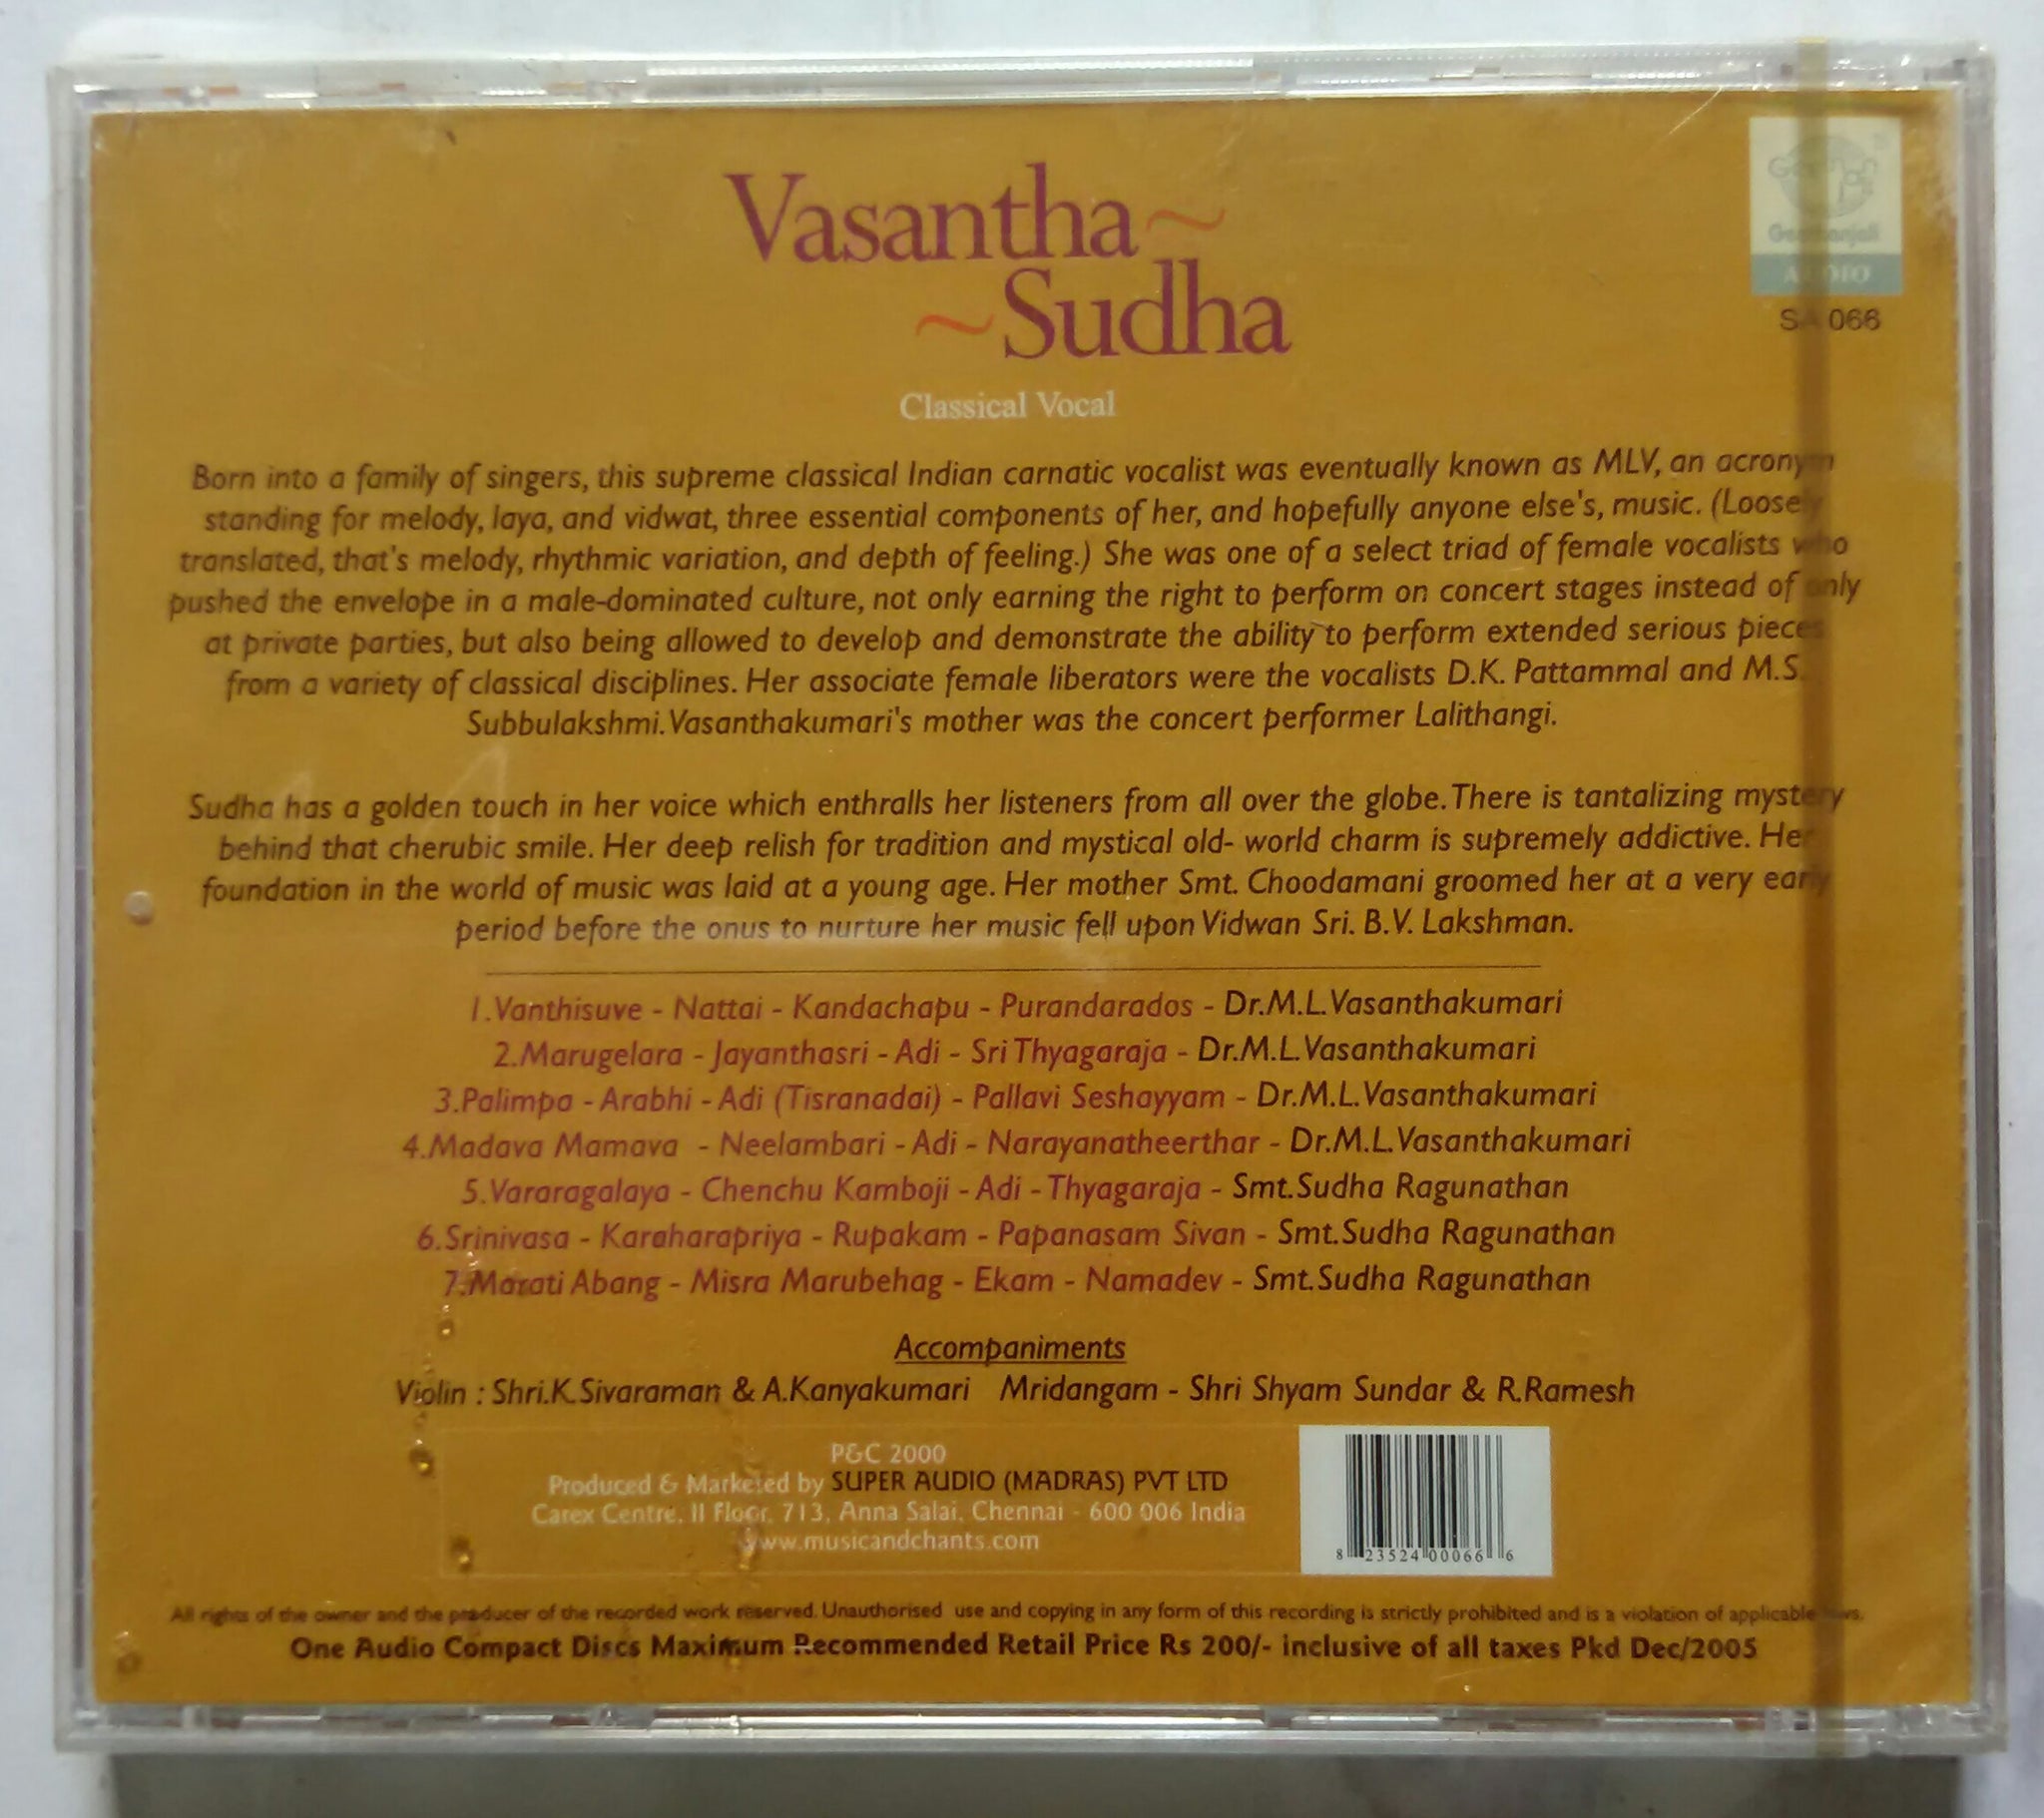 Vasantha~
~Sudha
Geethanjali
AUDIO
SA 066
Classical Vocal
Born into a family of singers, this supreme classical Indian carnatic vocalist was eventually known as MLV, an acronym
standing for melody, laya, and vidwat, three essential components of her, and hopefully anyone else's, music. (Loosely
translated, that's melody, rhythmic variation, and depth of feeling.) She was one of a select triad of female vocalists who
pushed the envelope in a male-dominated culture, not only earning the right to perform on concert stages instead of only
at private parties, but also being allowed to develop and demonstrate the ability to perform extended serious pieces
from a variety of classical disciplines. Her associate female liberators were the vocalists D.K. Pattammal and M.S.
Subbulakshmi. Vasanthakumari's mother was the concert performer Lalithangi.
Sudha has a golden touch in her voice which enthralls her listeners from all over the globe. There is tantalizing mystery
behind that cherubic smile. Her deep relish for tradition and mystical old- world charm is supremely addictive. Her
foundation in the world of music was laid at a young age. Her mother Smt. Choodamani groomed her at a very early
period before the onus to nurture her music fell upon Vidwan Sri. B.V. Lakshman.
1.Vanthisuve - Nattai - Kandachapu - Purandarados - Dr.M.L.Vasanthakumari
2.Marugelara - Jayanthasri - Adi - Sri Thyagaraja - Dr.M.L.Vasanthakumari
3.Palimpa - Arabhi - Adi (Tisranadai) - Pallavi Seshayyam - Dr.M.L.Vasanthakumari
4.Madava Mamava - Neelambari - Adi - Narayanatheerthar - Dr.M.L.Vasanthakumari
5.Vararagalaya - Chenchu Kamboji - Adi - Thyagaraja - Smt.Sudha Ragunathan
6.Srinivasa - Karaharapriya - Rupakam - Papanasam Sivan - Smt.Sudha Ragunathan
7.Marati Abang - Misra Marubehag - Ekam - Namadev - Smt.Sudha Ragunathan
Accompaniments
Violin : Shri.K.Sivaraman & A.Kanyakumari Mridangam - Shri Shyam Sundar & R.Ramesh
P&C 2000
Produced & Marketed by SUPER AUDIO (MADRAS) PVT LTD
Carex Centre, II Floor, 713, Anna Salai, Chennai - 600 006 India
www.musicandchants.com
8 23524 00066 6
All rights of the owner and the producer of the recorded work reserved. Unauthorised use and copying in any form of this recording is strictly prohibited and is a violation of applicable laws.
One Audio Compact Discs Maximum Recommended Retail Price Rs 200/- inclusive of all taxes Pkd Dec/2005